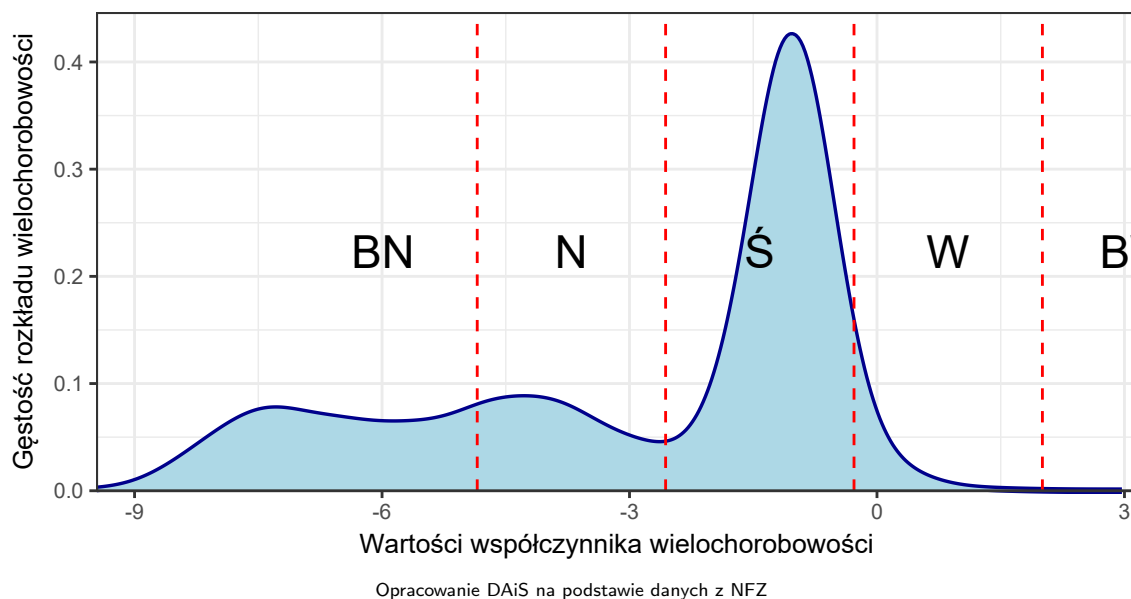 Gęstość rozkładu wielochorobowości
0.4
0.3
0.2
0.1
0.0
BN N Ś W B
-9 -6 -3 0 3
Wartości współczynnika wielochorobowości
Opracowanie DAiS na podstawie danych z NFZ